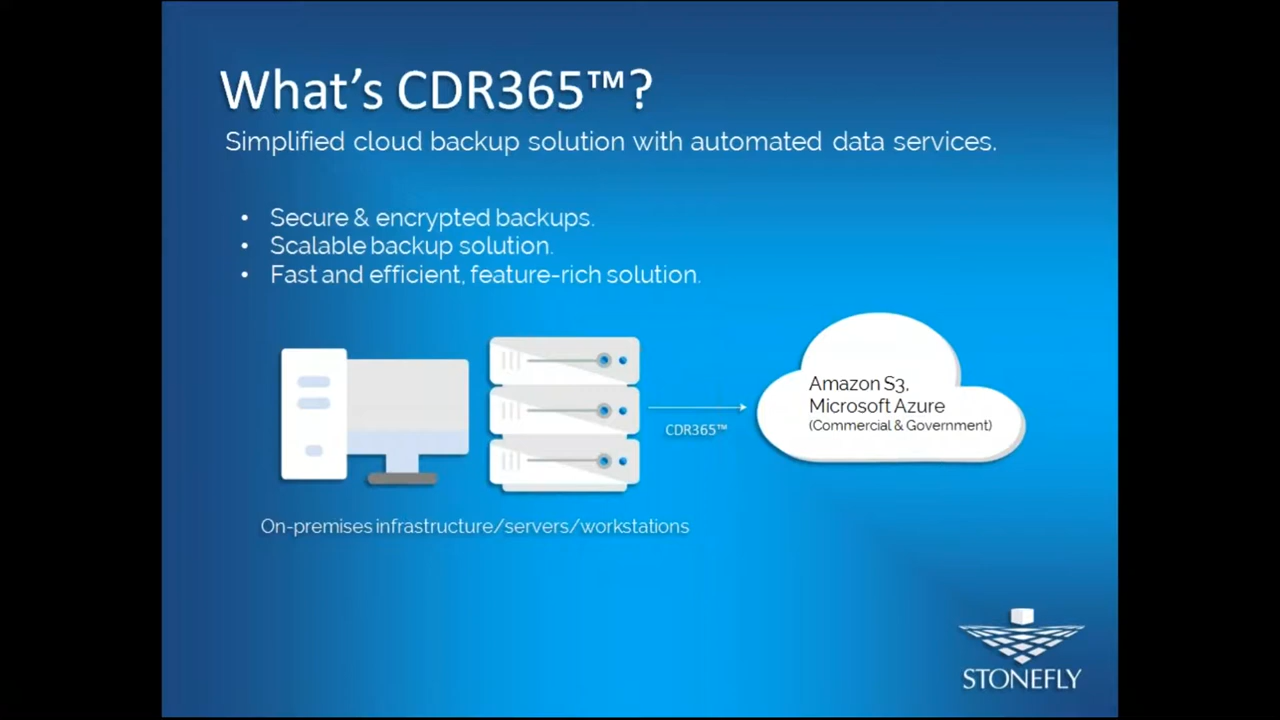 What's CDR365™?
Simplified cloud backup solution with automated data services.
• Secure & encrypted backups.
• Scalable backup solution.
• Fast and efficient, feature-rich solution.
Amazon S3,
Microsoft Azure
(Commercial & Government)
CDR365™
On-premises infrastructure/servers/workstations
STONEFLY